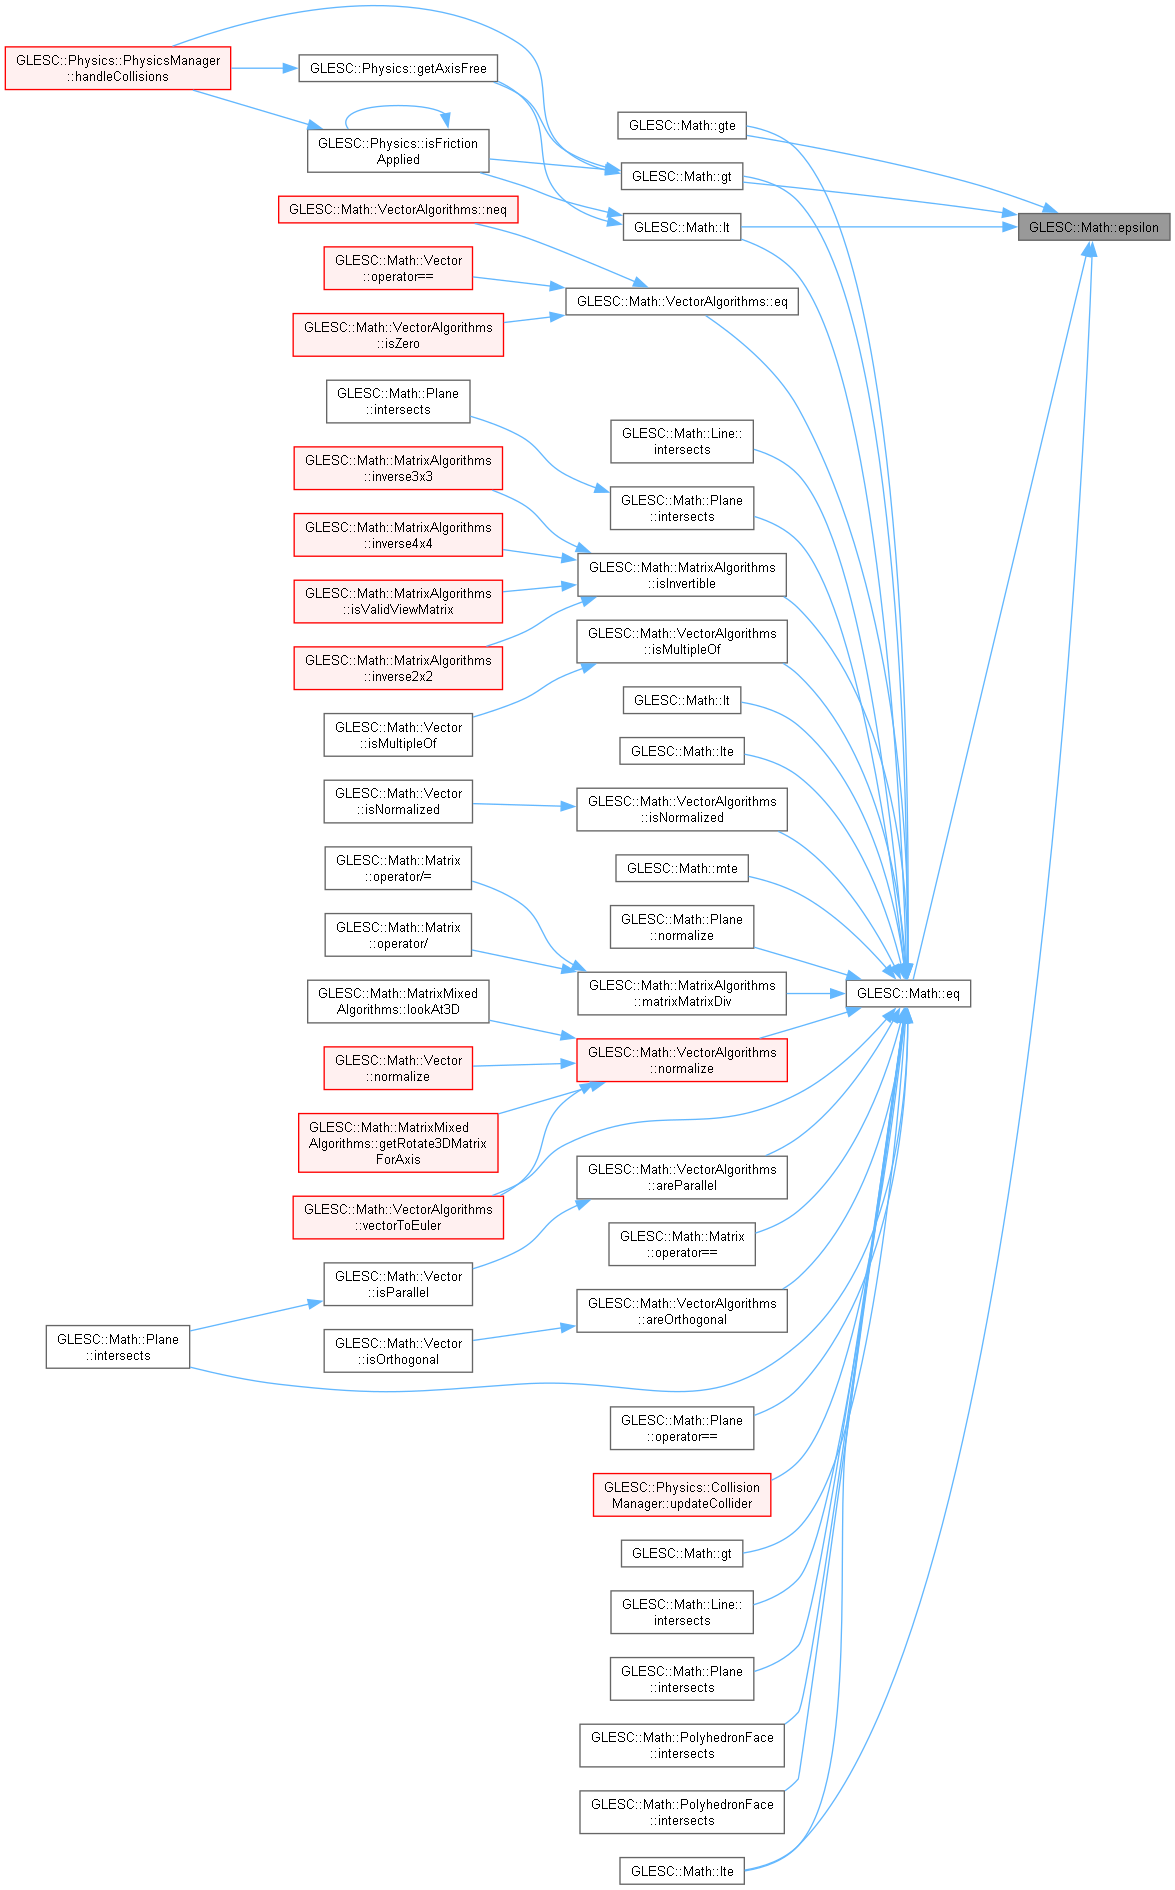 GLESC::Physics::PhysicsManager
::handleCollisions
GLESC::Physics::getAxisFree
GLESC::Math::gte
GLESC::Physics::isFriction
Applied
GLESC::Math::gt
GLESC::Math::VectorAlgorithms::neq
GLESC::Math::lt
GLESC::Math::epsilon
GLESC::Math::Vector
::operator==
GLESC::Math::VectorAlgorithms::eq
GLESC::Math::VectorAlgorithms
::isZero
GLESC::Math::Plane
::intersects
GLESC::Math::Line::
intersects
GLESC::Math::MatrixAlgorithms
::inverse3x3
GLESC::Math::Plane
::intersects
GLESC::Math::MatrixAlgorithms
::inverse4x4
GLESC::Math::MatrixAlgorithms
::isInvertible
GLESC::Math::MatrixAlgorithms
::isValidViewMatrix
GLESC::Math::VectorAlgorithms
::isMultipleOf
GLESC::Math::MatrixAlgorithms
::inverse2x2
GLESC::Math::lt
GLESC::Math::Vector
::isMultipleOf
GLESC::Math::lte
GLESC::Math::Vector
::isNormalized
GLESC::Math::VectorAlgorithms
::isNormalized
GLESC::Math::Matrix
::operator/=
GLESC::Math::mte
GLESC::Math::Matrix
::operator/
GLESC::Math::Plane
::normalize
GLESC::Math::MatrixMixed
Algorithms::lookAt3D
GLESC::Math::MatrixAlgorithms
::matrixMatrixDiv
GLESC::Math::eq
GLESC::Math::Vector
::normalize
GLESC::Math::VectorAlgorithms
::normalize
GLESC::Math::MatrixMixed
Algorithms::getRotate3DMatrix
ForAxis
GLESC::Math::VectorAlgorithms
::areParallel
GLESC::Math::VectorAlgorithms
::vectorToEuler
GLESC::Math::Matrix
::operator==
GLESC::Math::Vector
::isParallel
GLESC::Math::VectorAlgorithms
::areOrthogonal
GLESC::Math::Plane
::intersects
GLESC::Math::Vector
::isOrthogonal
GLESC::Math::Plane
::operator==
GLESC::Physics::Collision
Manager::updateCollider
GLESC::Math::gt
GLESC::Math::Line::
intersects
GLESC::Math::Plane
::intersects
GLESC::Math::PolyhedronFace
::intersects
GLESC::Math::PolyhedronFace
::intersects
GLESC::Math::lte